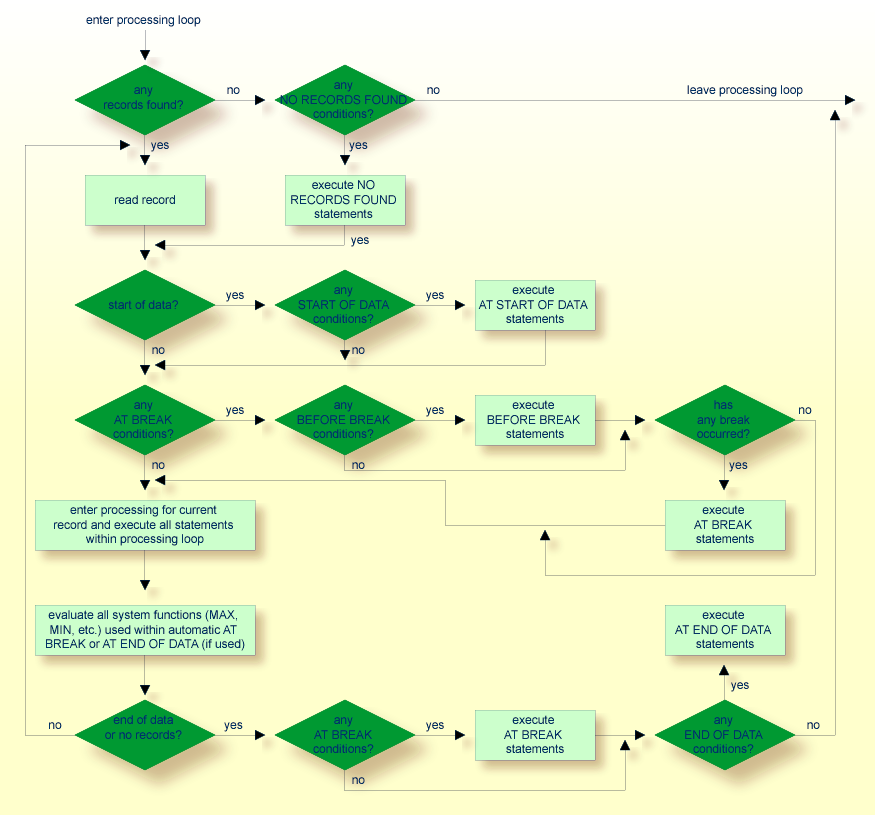 enter processing loop
any
records found?
no
any
NO RECORDS FOUND
conditions?
no
leave processing loop
yes
yes
read record
execute NO
RECORDS FOUND
statements
yes
start of data?
yes
any
START OF DATA
conditions?
yes
execute
AT START OF DATA
statements
no
no
any
AT BREAK
conditions?
yes
any
BEFORE BREAK
conditions?
yes
execute
BEFORE BREAK
statements
has
any break
occurred?
no
no
no
yes
enter processing for current
record and execute all statements
within processing loop
execute
AT BREAK
statements
evaluate all system functions (MAX,
MIN, etc.) used within automatic AT
BREAK or AT END OF DATA (if used)
execute
AT END OF DATA
statements
yes
no
end of data
or no records?
yes
any
AT BREAK
conditions?
yes
execute
AT BREAK
statements
any
END OF DATA
conditions?
no
no